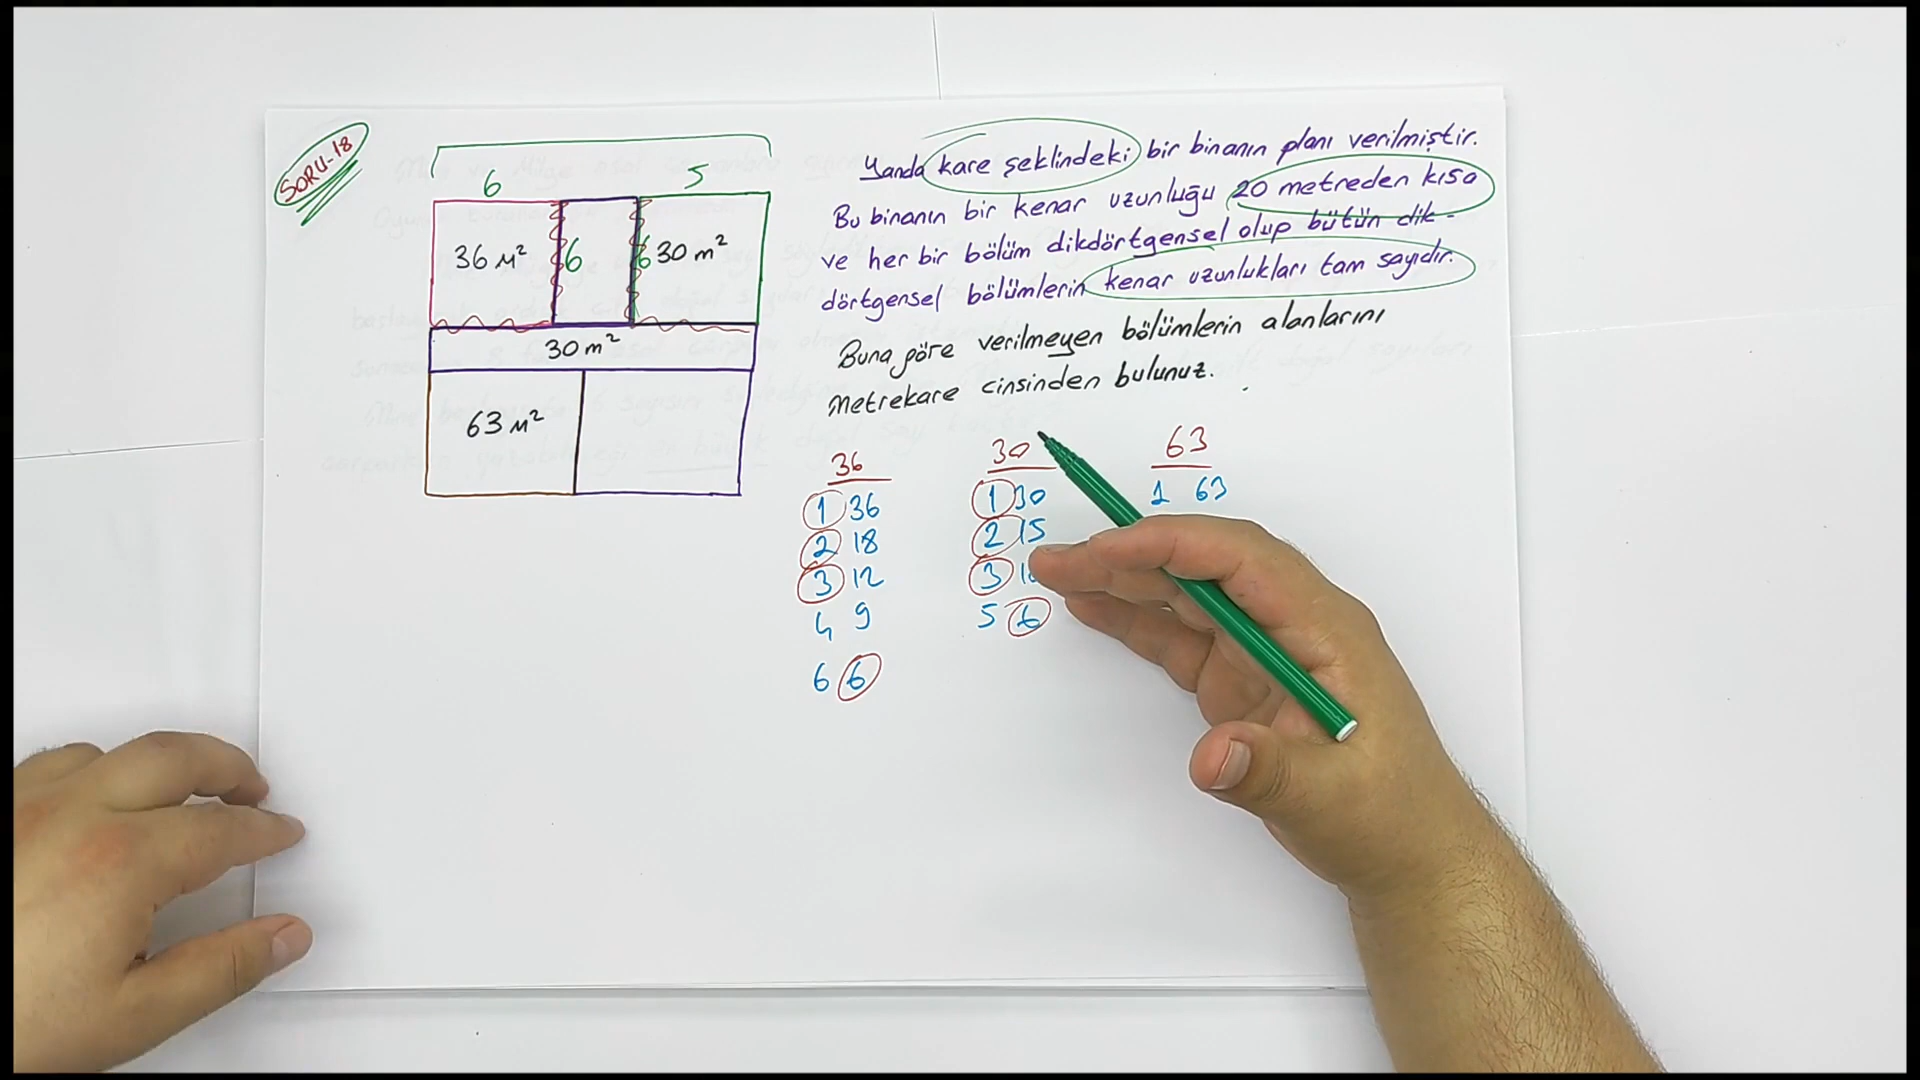 SORU-18
Yanda kare şeklindeki bir binanın planı verilmiştir.
Bu binanın bir kenar uzunluğu 20 metreden kısa
ve her bir bölüm dikdörtgensel olup bütün dik-
dörtgensel bölümlerin kenar uzunlukları tam sayıdır.
Buna göre verilmeyen bölümlerin alanlarını
metrekare cinsinden bulunuz.
6 5
36 m² 6 6 30 m²
30 m²
63 m²
36
1 36
2 18
3 12
4 9
6 6
30
1 30
2 15
3
5 6
63
1 63